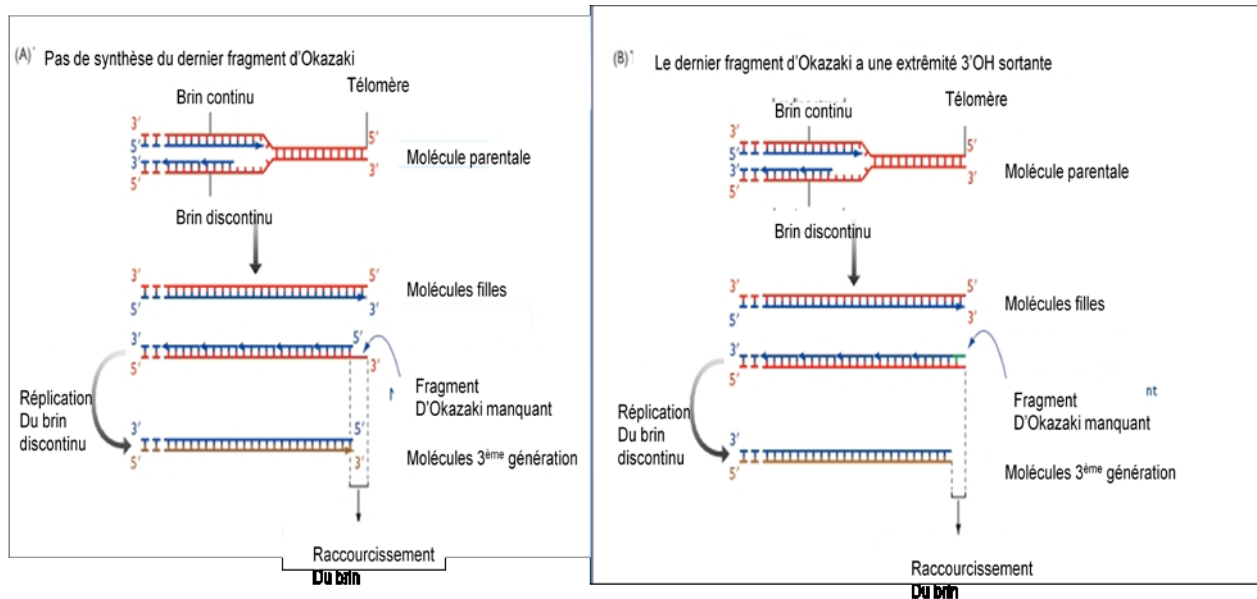 (A) Pas de synthèse du dernier fragment d'Okazaki
Brin continu
Télomère
3'
5'
5'
3'
3'
5'
Molécule parentale
Brin discontinu
3'
5'
5'
3'
Molécules filles
3'
5'
5'
3'
Fragment
D'Okazaki manquant
Réplication
Du brin
discontinu
3'
5'
5'
3'
Molécules 3ème génération
Raccourcissement
Du brin
(B) Le dernier fragment d'Okazaki a une extrêmité 3'OH sortante
Brin continu
Télomère
3'
5'
5'
3'
3'
5'
Molécule parentale
Brin discontinu
3'
5'
5'
3'
Molécules filles
3'
5'
Fragment
nt
D'Okazaki manquant
Réplication
Du brin
discontinu
3'
5'
Molécules 3ème génération
Raccourcissement
Du brin